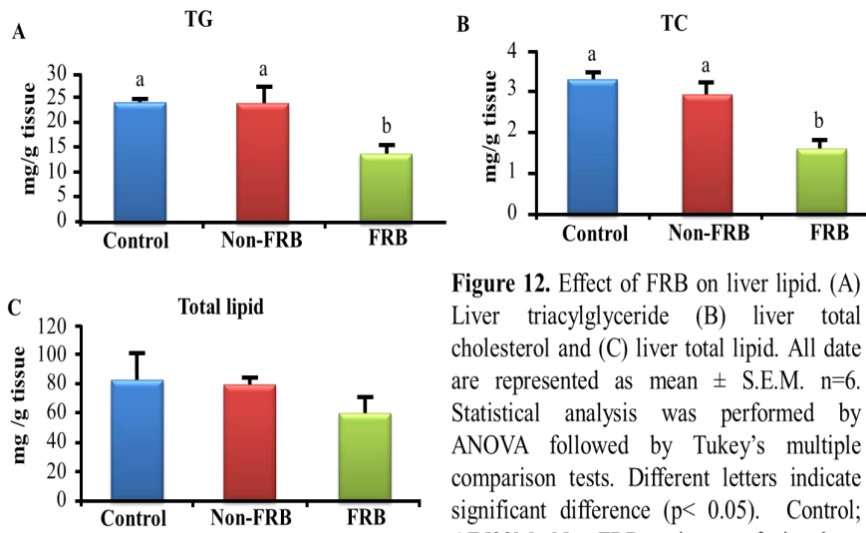 A
TG
mg/g tissue
30
25
20
15
10
5
0
a
a
b
Control Non-FRB FRB
B
TC
mg/g tissue
4
3
2
1
0
a
a
b
Control Non-FRB FRB
C
Total lipid
mg /g tissue
120
100
80
60
40
20
0
Control Non-FRB FRB
Figure 12. Effect of FRB on liver lipid. (A)
Liver triacylglyceride (B) liver total
cholesterol and (C) liver total lipid. All date
are represented as mean ± S.E.M. n=6.
Statistical analysis was performed by
ANOVA followed by Tukey's multiple
comparison tests. Different letters indicate
significant difference (p< 0.05). Control;